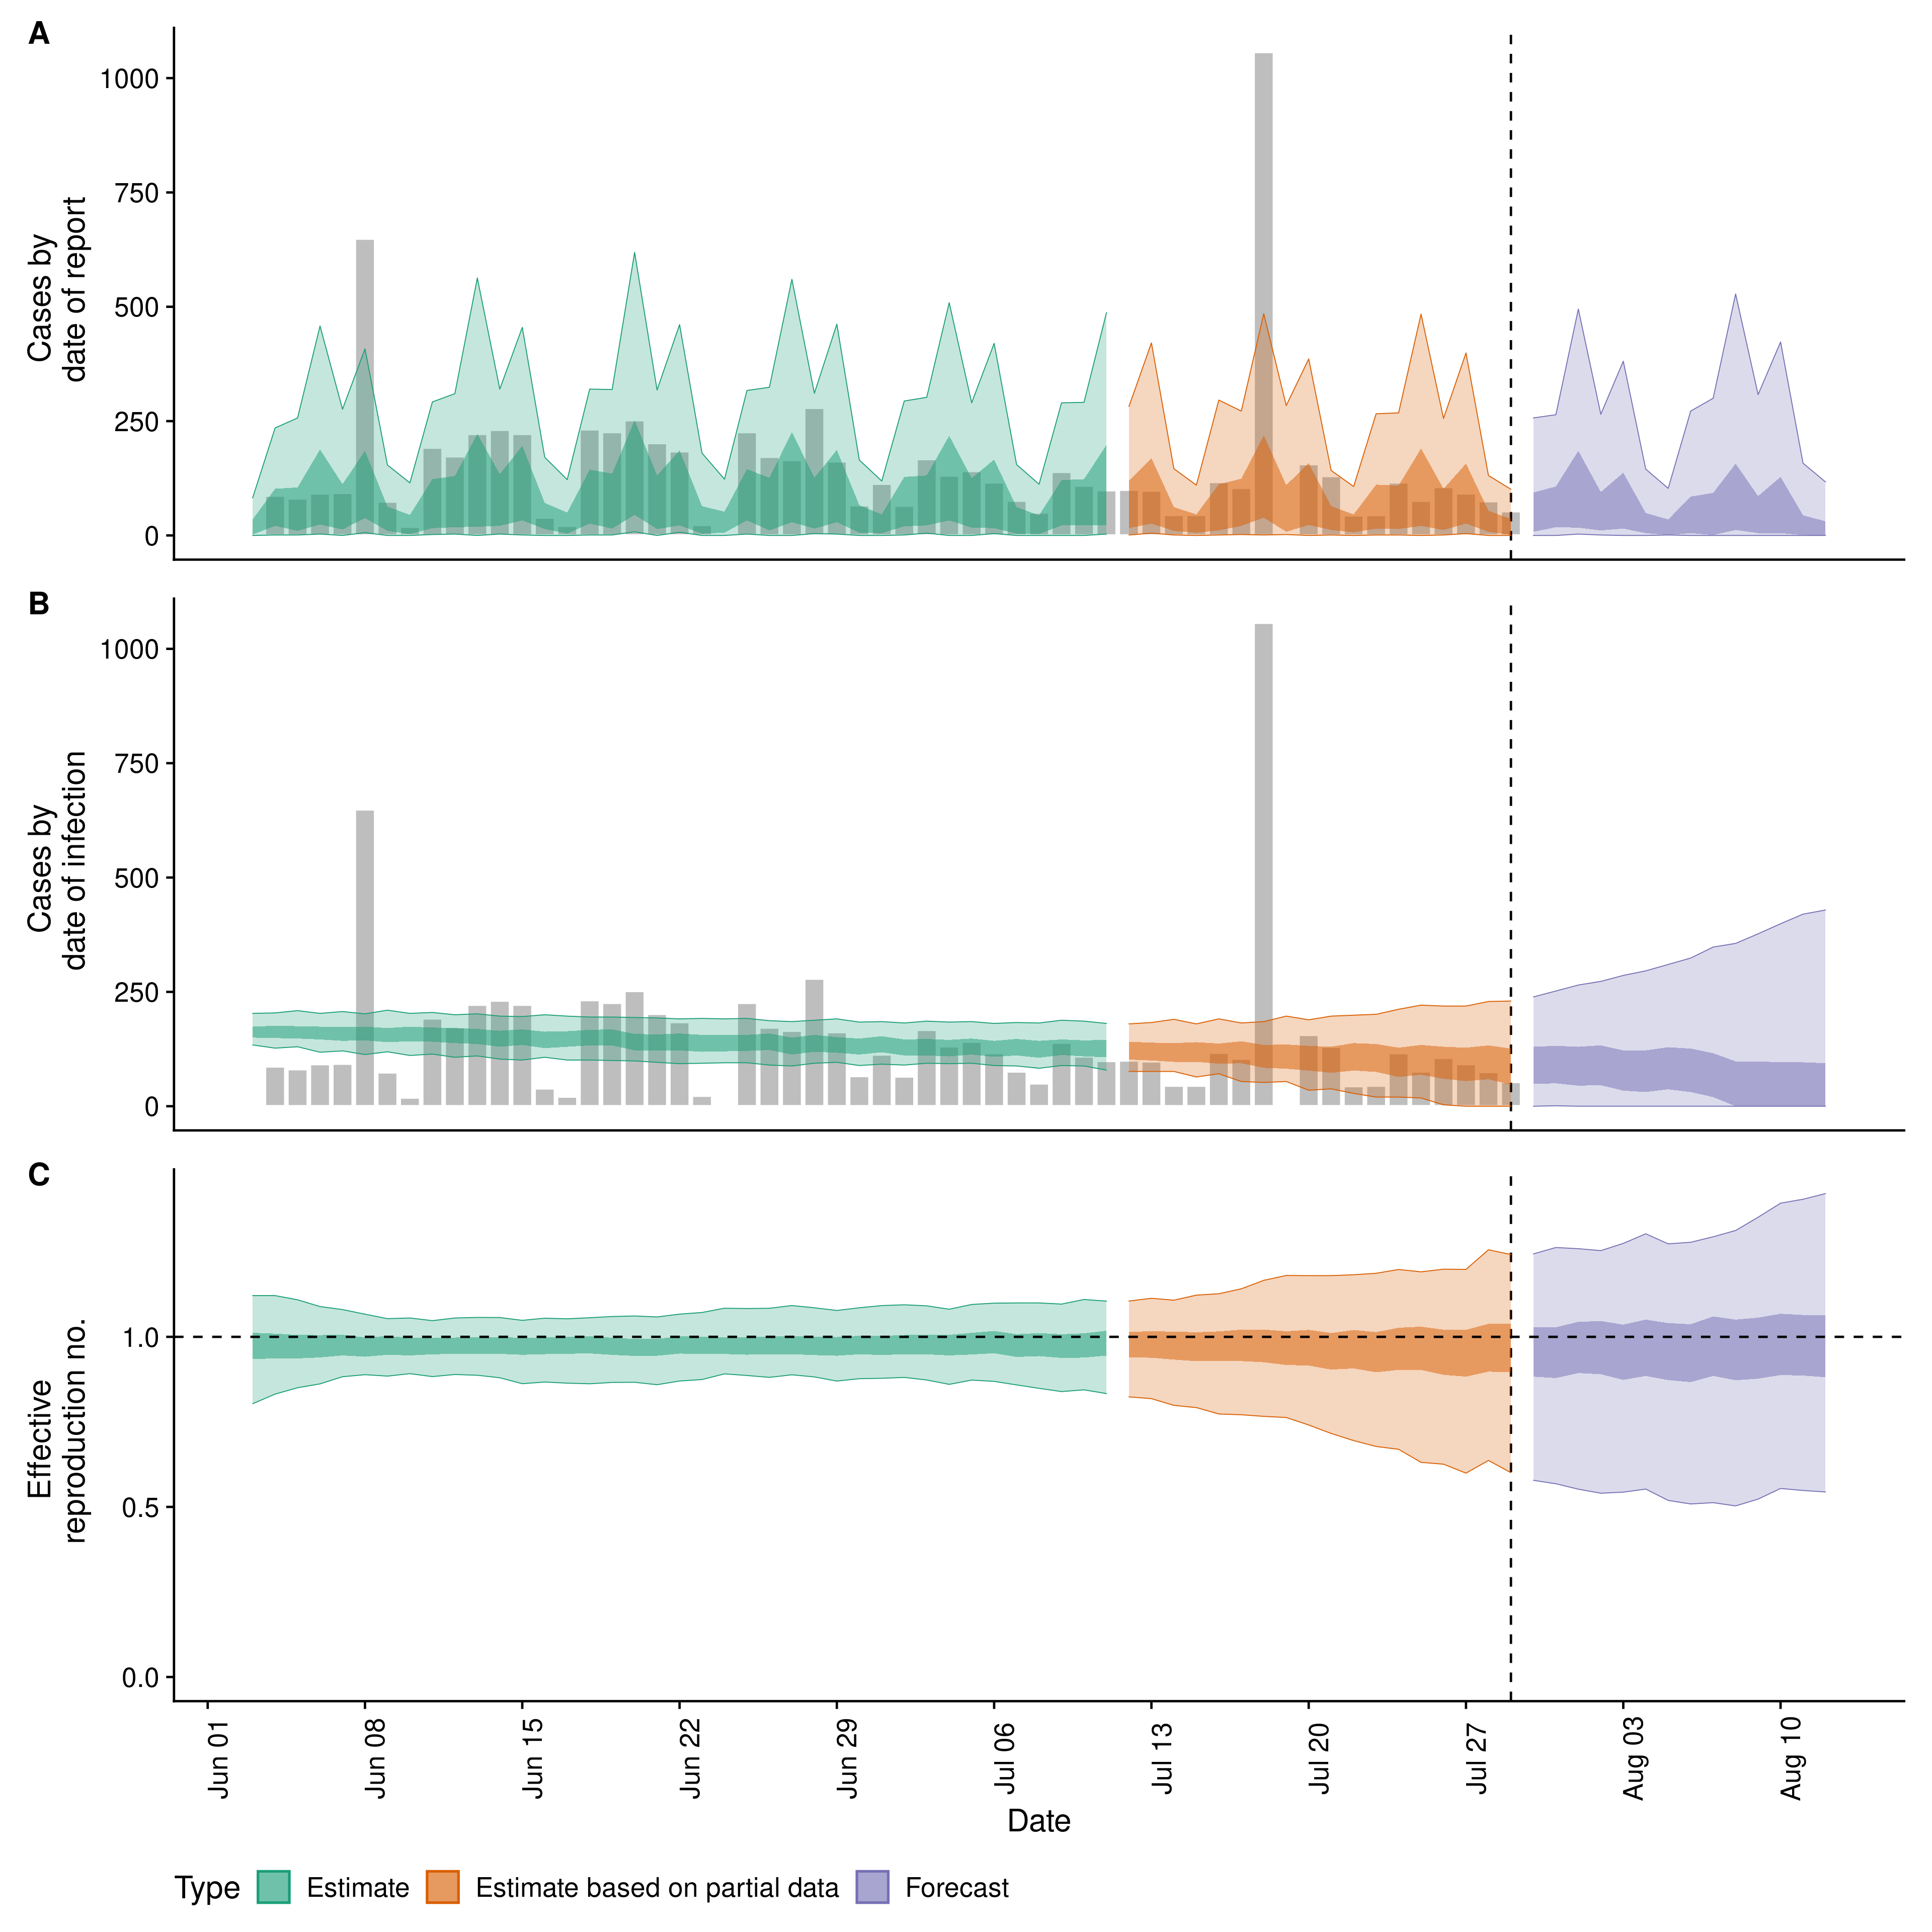 A
1000
750
500
250
0
Cases by
date of report
B
1000
750
500
250
0
Cases by
date of infection
C
1.0
0.5
0.0
Effective
reproduction no.
Jun 01
Jun 08
Jun 15
Jun 22
Jun 29
Jul 06
Jul 13
Jul 20
Jul 27
Aug 03
Aug 10
Date
Type Estimate Estimate based on partial data Forecast